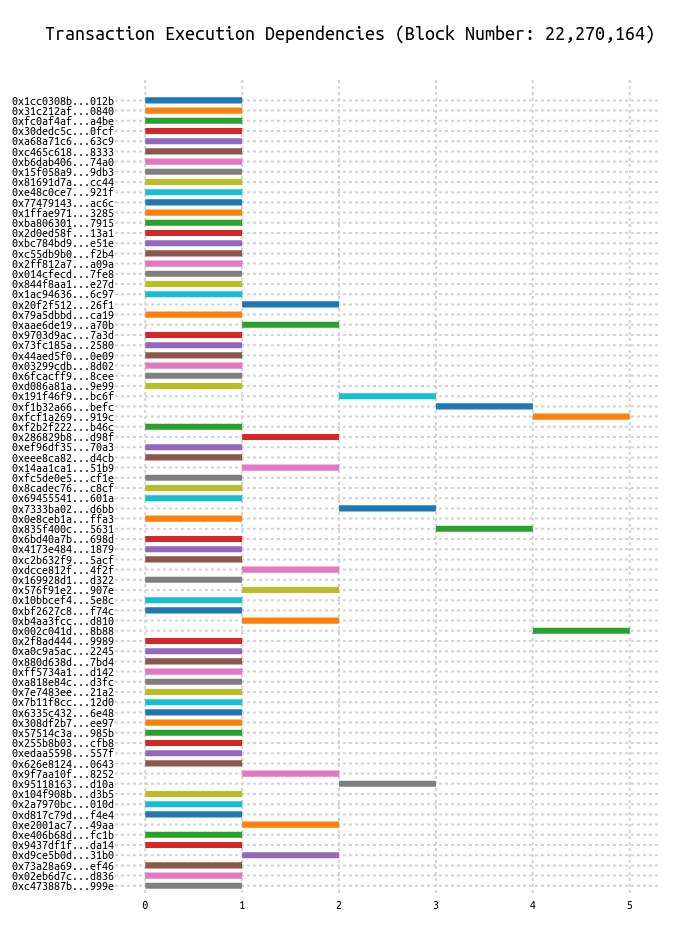 Transaction Execution Dependencies (Block Number: 22,270,164)
0x1cc0308b...012b
0x31c212af...0840
0xfc0af4af...a4be
0x30dedc5c...0fcf
0xa68a71c6...63c9
0xc465c618...8333
0xb6dab406...74a0
0x15f058a9...9db3
0x81691d7a...cc44
0xe48c0ce7...921f
0x77479143...ac6c
0x1ffae971...3285
0xba806301...7915
0x2d0ed58f...13a1
0xbc784bd9...e51e
0xc55db9b0...f2b4
0x2ff812a7...a09a
0x014cfecd...7fe8
0x844f8aa1...e27d
0x1ac94636...6c97
0x20f2f512...26f1
0x79a5dbbd...ca19
0xaae6de19...a70b
0x9703d9ac...7a3d
0x73fc185a...2580
0x44aed5f0...0e09
0x03299cdb...8d02
0x6fcacff9...8cee
0xd086a81a...9e99
0x191f46f9...bc6f
0xf1b32a66...befc
0xfcf1a269...919c
0xf2b2f222...b46c
0x286829b8...d98f
0xef96df35...70a3
0xeee8ca82...d4cb
0x14aa1ca1...51b9
0xfc5de0e5...cf1e
0x8cadec76...c8cf
0x69455541...601a
0x7333ba02...d6bb
0x0e8ceb1a...ffa3
0x835f400c...5631
0x6bd40a7b...698d
0x4173e484...1879
0xc2b632f9...5acf
0xdcce812f...4f2f
0x169928d1...d322
0x576f91e2...907e
0x10bbcef4...5e8c
0xbf2627c8...f74c
0xb4aa3fcc...d810
0x002c041d...8b88
0x2f8ad444...9989
0xa0c9a5ac...2245
0x880d638d...7bd4
0xff5734a1...d142
0xa818e84c...d3fc
0x7e7483ee...21a2
0x7b11f8cc...12d0
0x6335c432...6e48
0x308df2b7...ee97
0x57514c3a...985b
0x255b8b03...cfb8
0xedaa5598...557f
0x626e8124...0643
0x9f7aa10f...8252
0x95118163...d10a
0x104f908b...d3b5
0x2a7970bc...010d
0xd817c79d...f4e4
0xe2001ac7...49aa
0xe406b68d...fc1b
0x9437df1f...da14
0xd9ce5b0d...31b0
0x73a28a69...ef46
0x02eb6d7c...d836
0xc473887b...999e
0 1 2 3 4 5